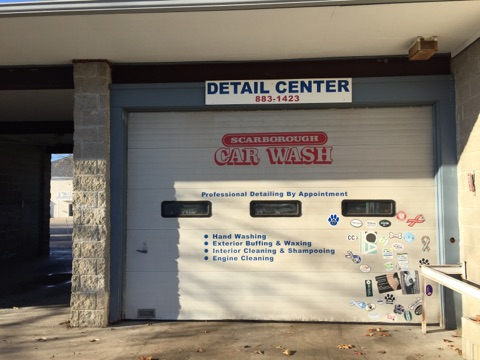 DETAIL CENTER
883-1423
SCARBOROUGH
CAR WASH
Professional Detailing By Appointment
● Hand Washing
● Exterior Buffing & Waxing
● Interior Cleaning & Shampooing
● Engine Cleaning